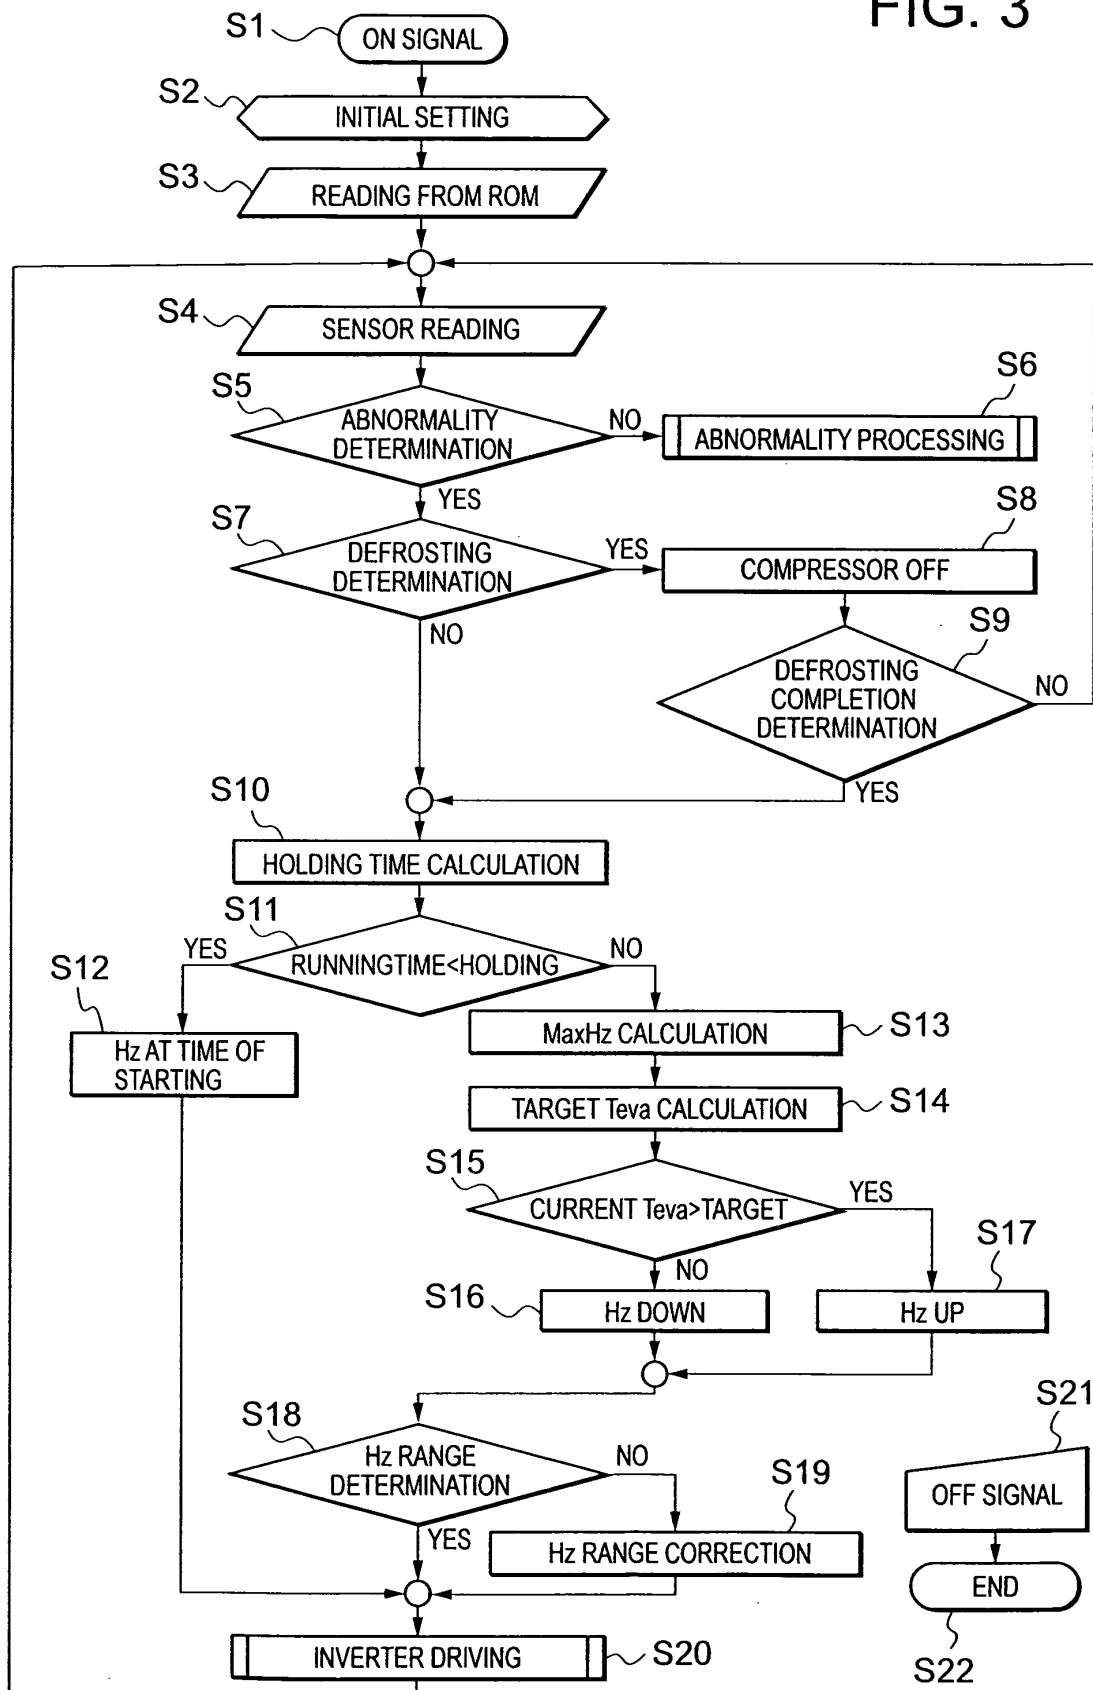 FIG. 3
S1
ON SIGNAL
S2
INITIAL SETTING
S3
READING FROM ROM
S4
SENSOR READING
S5
ABNORMALITY
DETERMINATION
NO
S6
ABNORMALITY PROCESSING
YES
S7
DEFROSTING
DETERMINATION
YES
S8
COMPRESSOR OFF
NO
S9
DEFROSTING
COMPLETION
DETERMINATION
NO
YES
S10
HOLDING TIME CALCULATION
S11
YES
RUNNINGTIME<HOLDING
NO
S12
Hz AT TIME OF
STARTING
MaxHz CALCULATION
S13
TARGET Teva CALCULATION
S14
S15
CURRENT Teva>TARGET
YES
NO
S16
Hz DOWN
S17
Hz UP
S18
Hz RANGE
DETERMINATION
NO
YES
S19
Hz RANGE CORRECTION
S21
OFF SIGNAL
END
S22
INVERTER DRIVING
S20